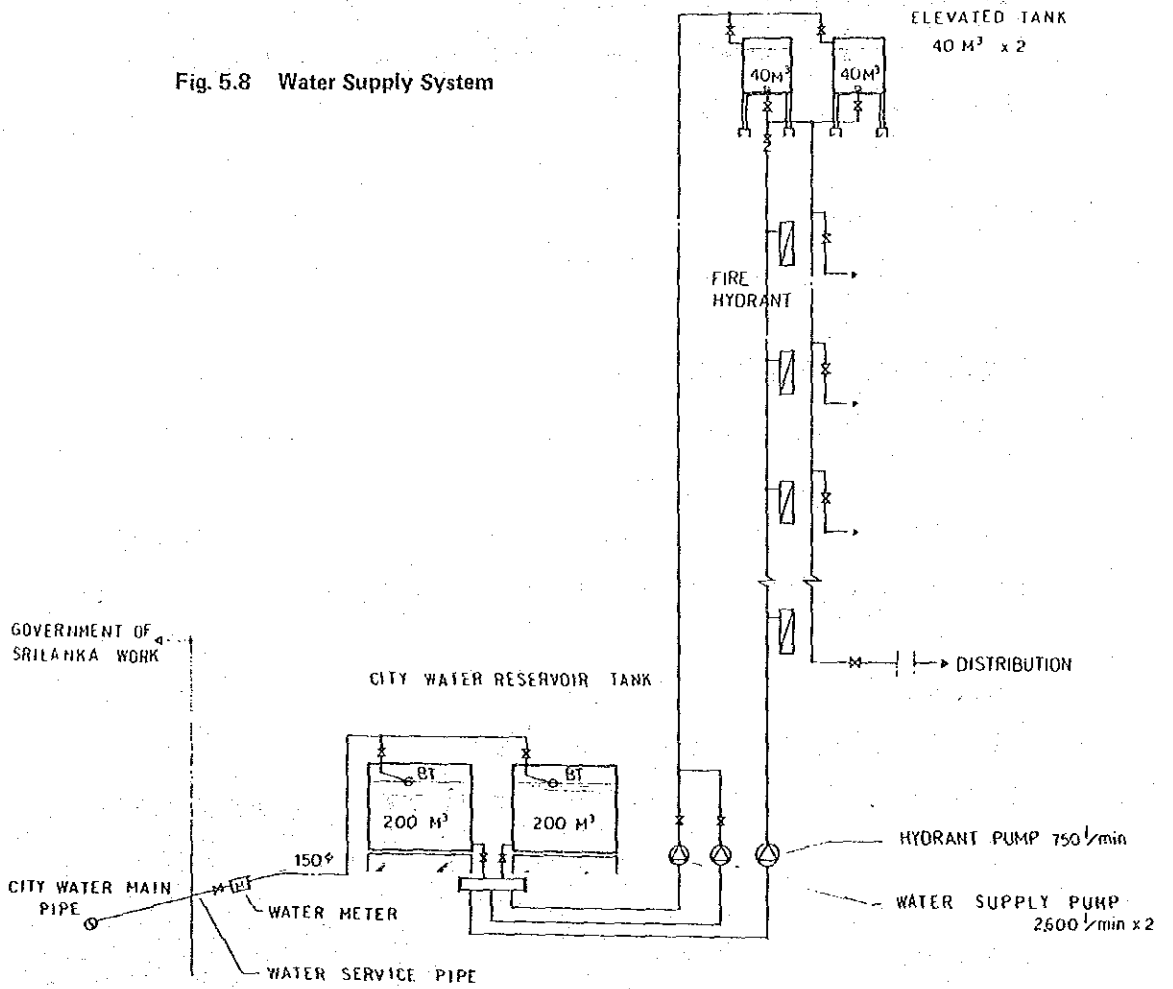 ELEVATED TANK
40 M³ x 2
Fig. 5.8 Water Supply System
40M³
40M³
FIRE
HYDRANT
GOVERNMENT OF
SRILANKA WORK
DISTRIBUTION
CITY WATER RESERVOIR TANK
BT
BT
200 M³
200 M³
HYDRANT PUMP 750 l/min
150φ
CITY WATER MAIN
PIPE
M
WATER METER
WATER SUPPLY PUMP
2,600 l/min x 2
WATER SERVICE PIPE